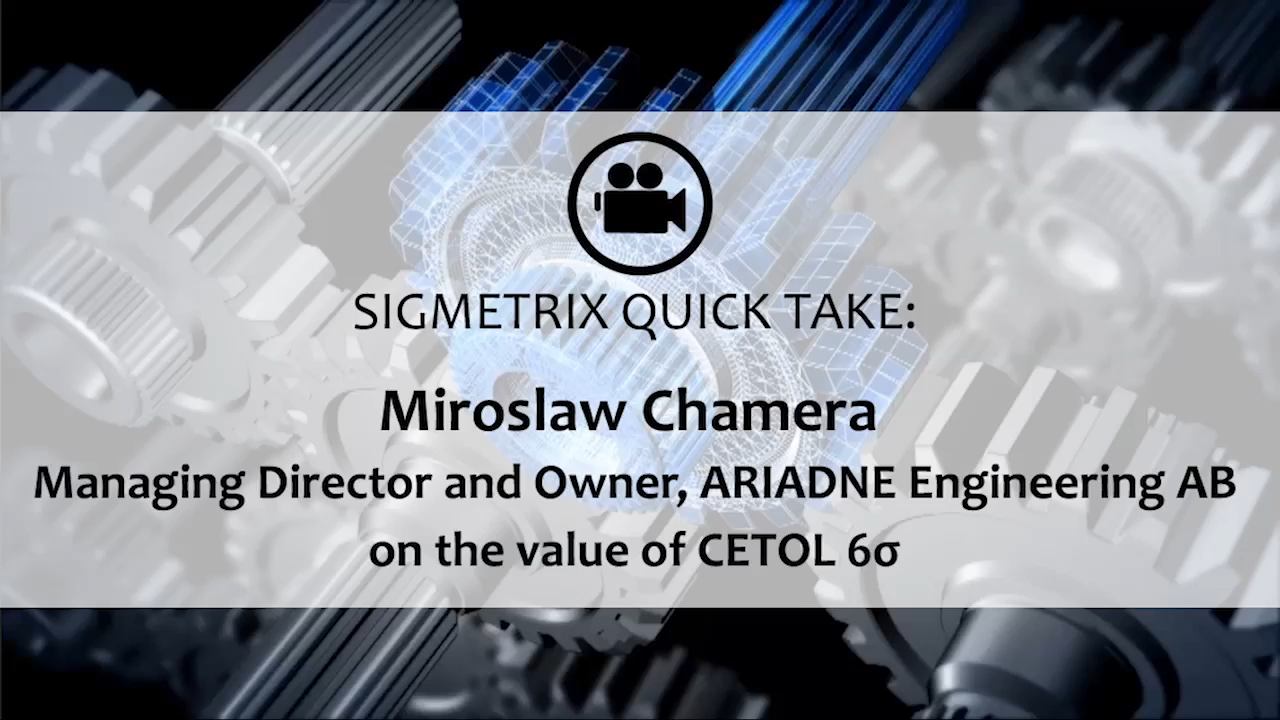 SIGMETRIX QUICK TAKE:
Miroslaw Chamera
Managing Director and Owner, ARIADNE Engineering AB
on the value of CETOL 6σ